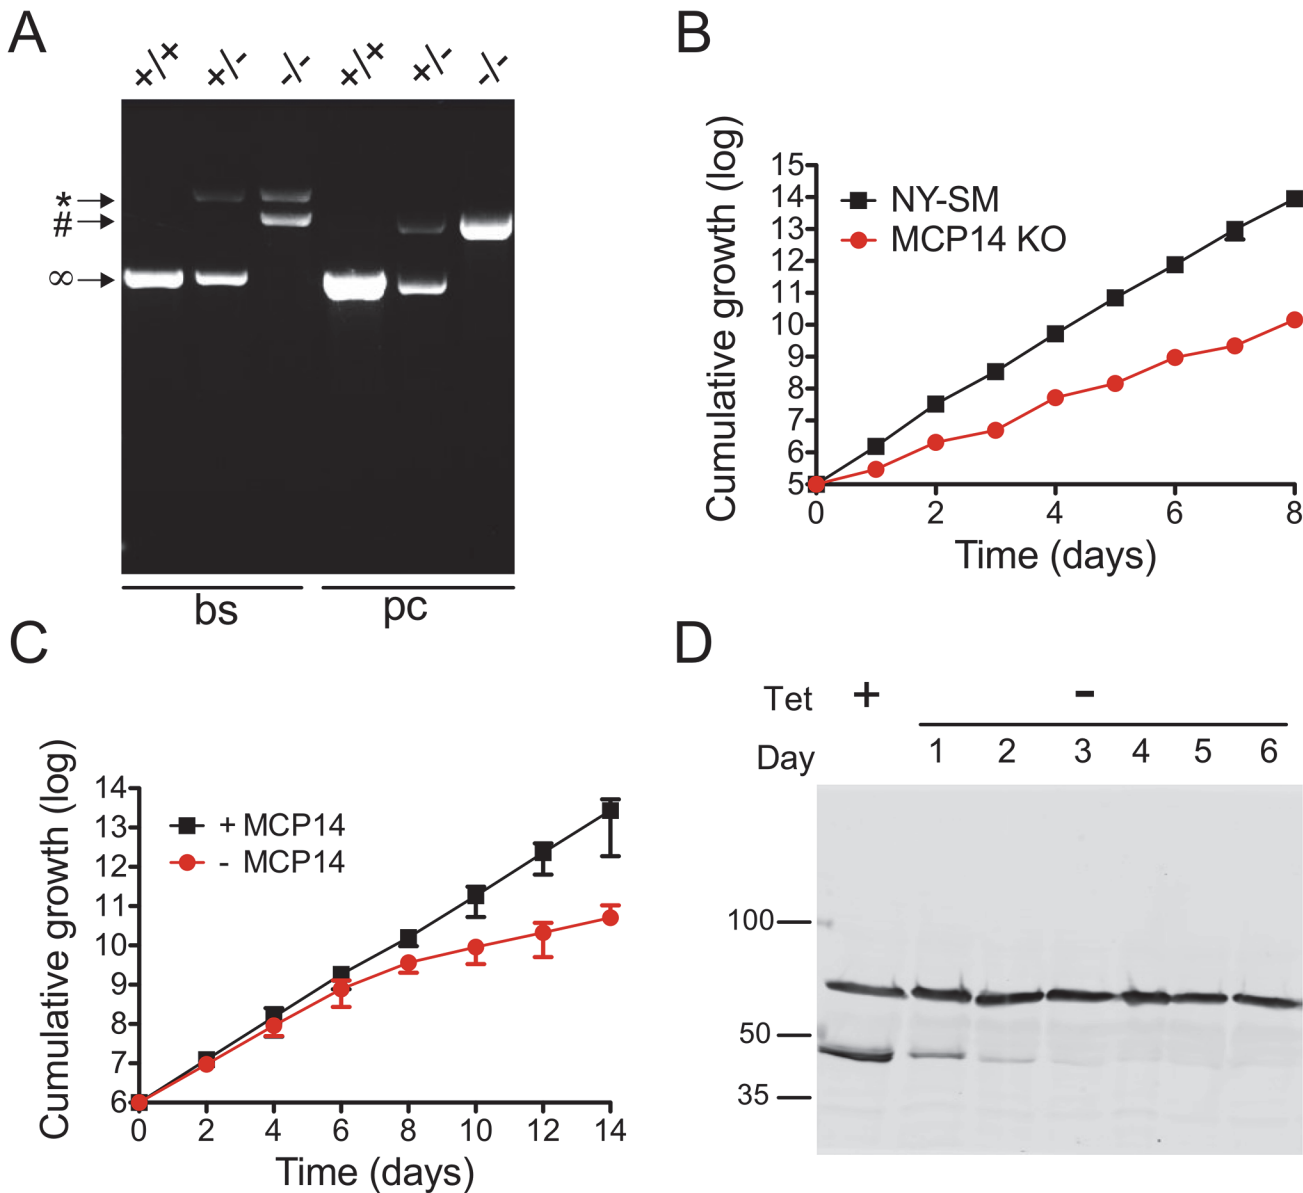 A
+/+ +/- -/- +/+ +/- -/-
*
#
∞
bs pc
B
Cumulative growth (log)
15
14
13
12
11
10
9
8
7
6
5
NY-SM
MCP14 KO
0 2 4 6 8
Time (days)
C
Cumulative growth (log)
14
13
12
11
10
9
8
7
6
+ MCP14
- MCP14
0 2 4 6 8 10 12 14
Time (days)
D
Tet + -
Day 1 2 3 4 5 6
100
50
35